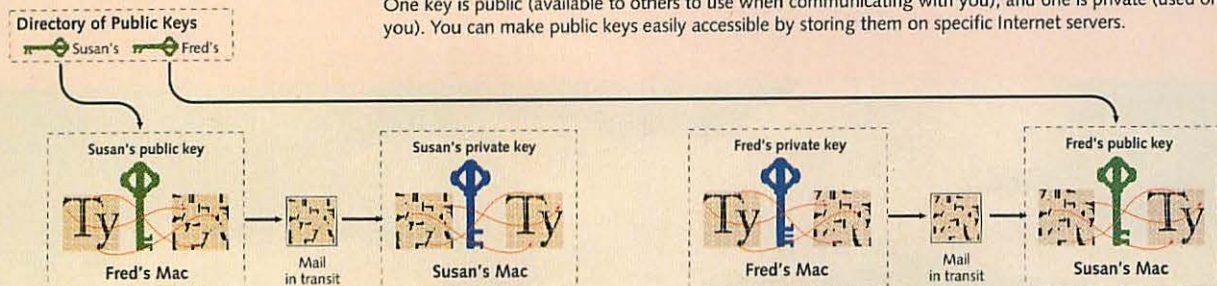 One key is public (available to others to use when communicating with you), and one is private (used
you). You can make public keys easily accessible by storing them on specific Internet servers.
Directory of Public Keys
Susan's Fred's
Susan's public key
Ty
Fred's Mac
Mail
in transit
Susan's private key
Ty
Susan's Mac
Fred's private key
Ty
Fred's Mac
Mail
in transit
Fred's public key
Ty
Susan's Mac